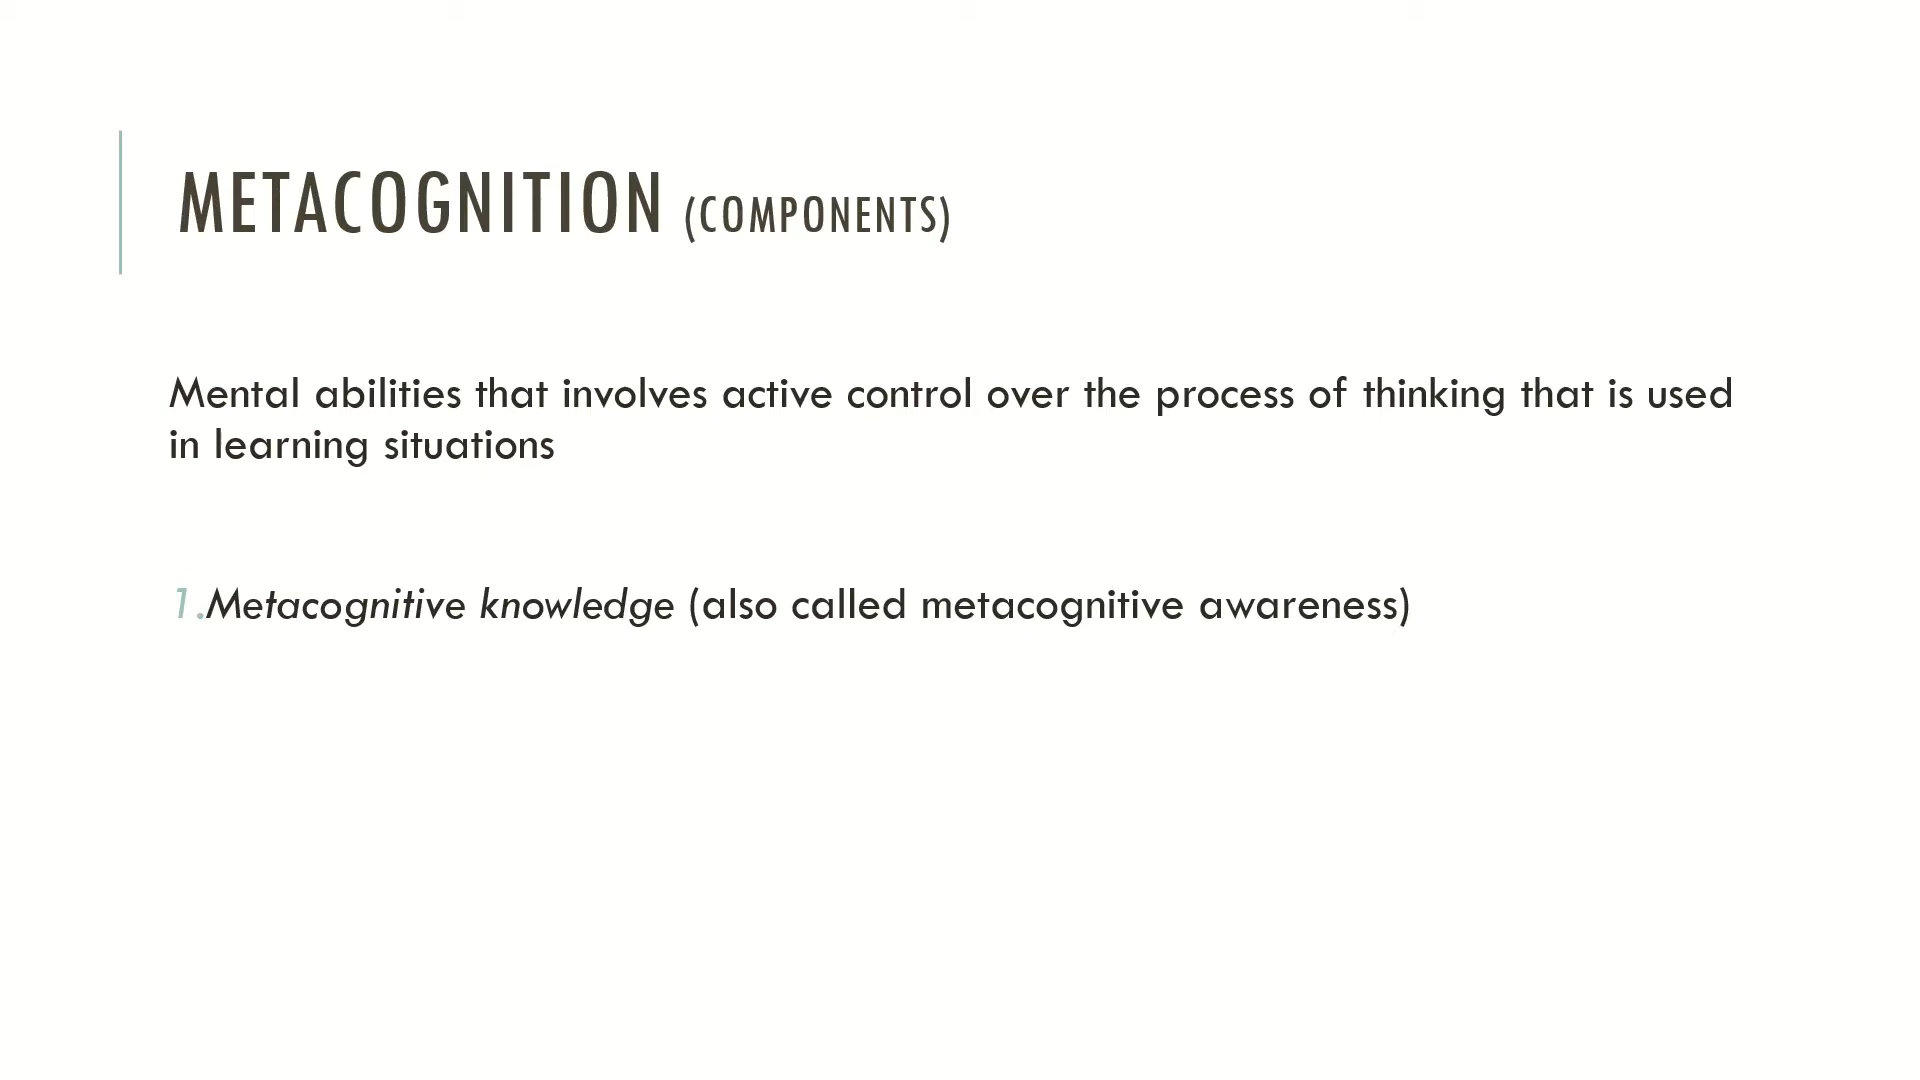 METACOGNITION (COMPONENTS)
Mental abilities that involves active control over the process of thinking that is used
in learning situations
1.Metacognitive knowledge (also called metacognitive awareness)